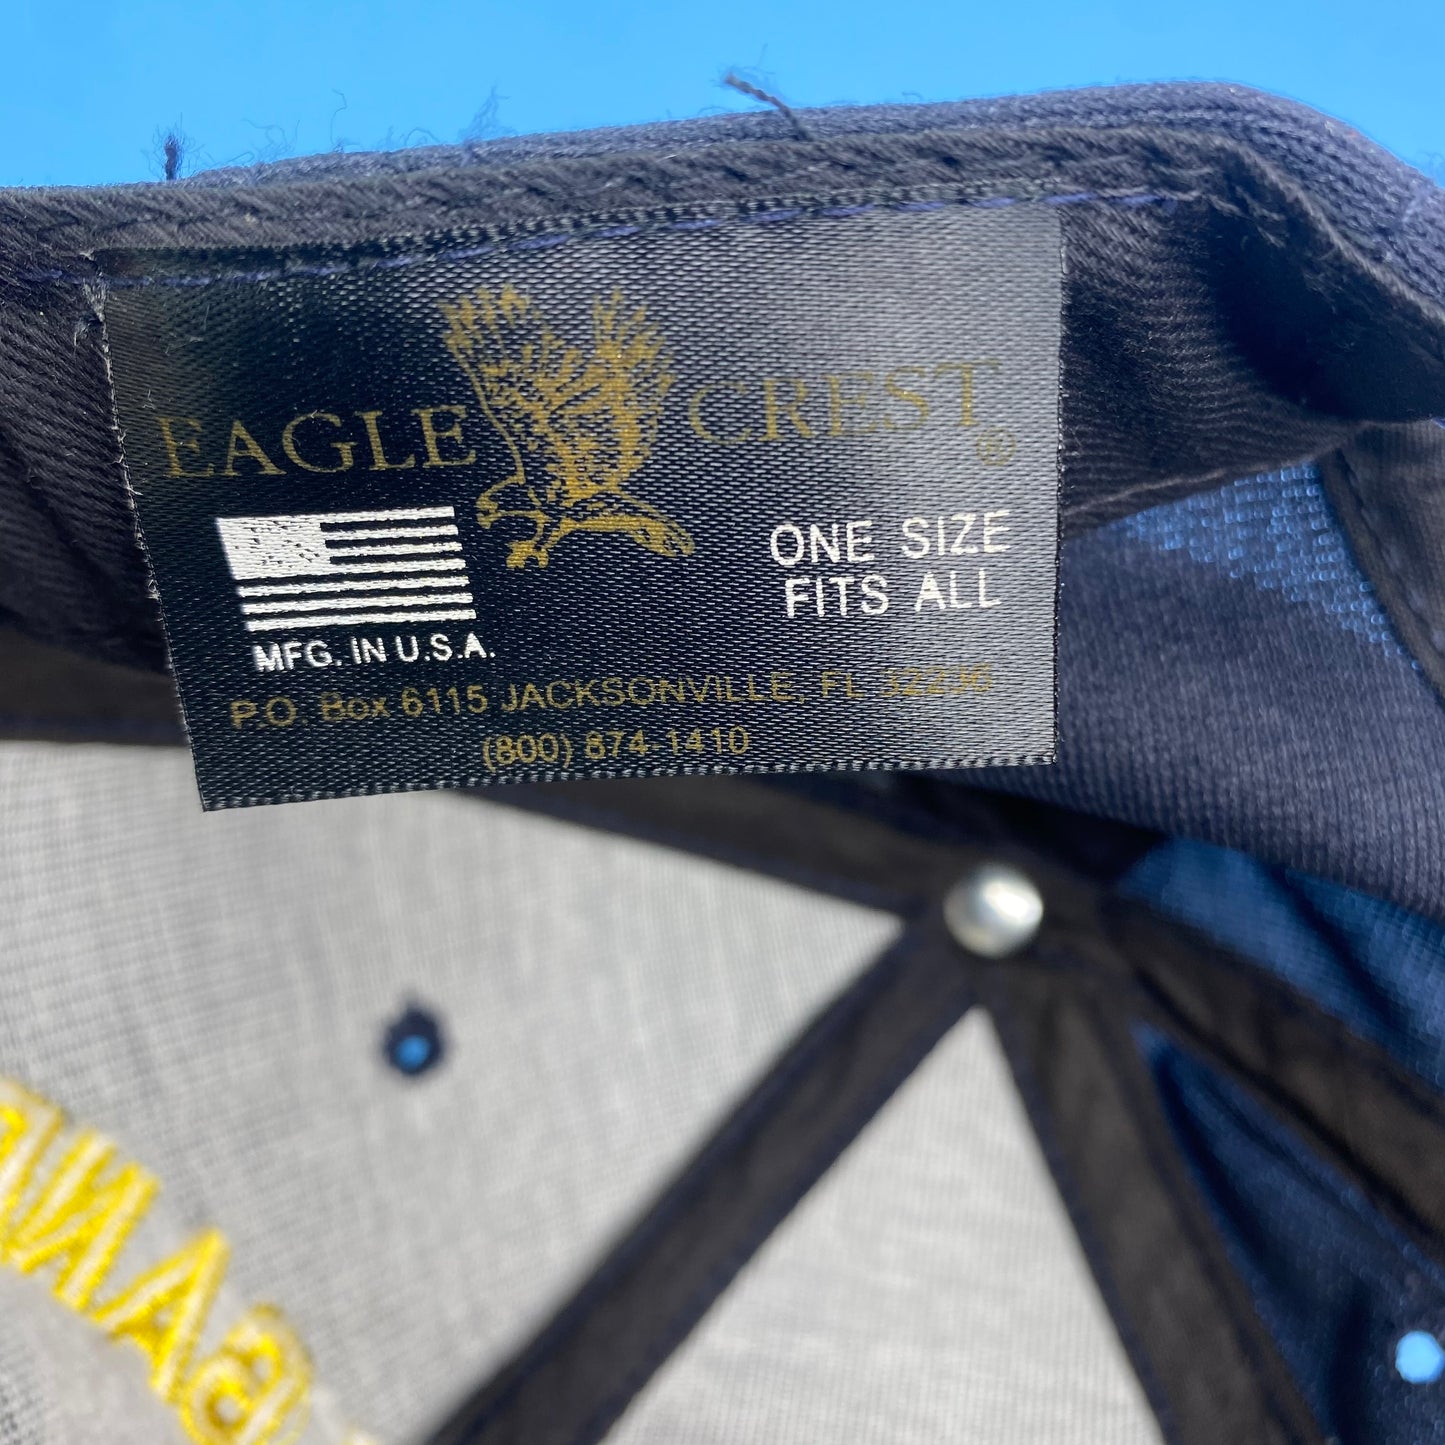 EAGLE CREST®
ONE SIZE
FITS ALL
MFG. IN U.S.A.
P.O. Box 6115 JACKSONVILLE, FL 32236
(800) 874-1410